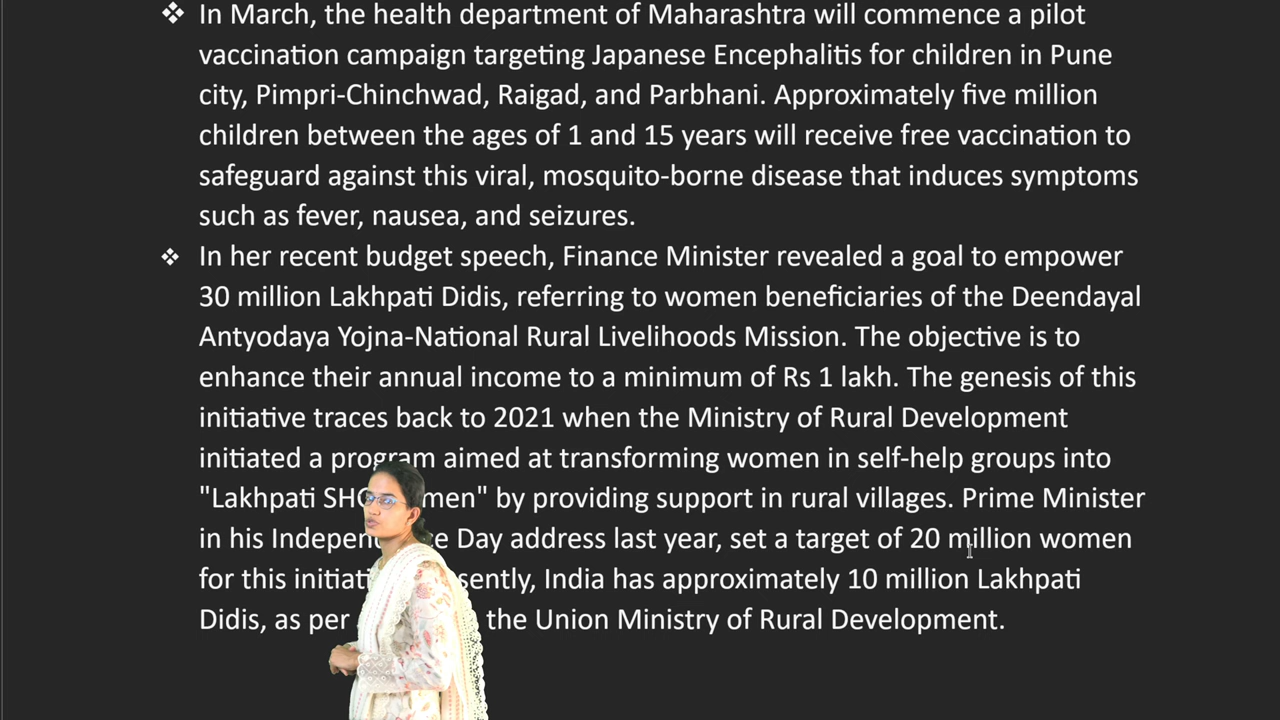 ❖ In March, the health department of Maharashtra will commence a pilot
vaccination campaign targeting Japanese Encephalitis for children in Pune
city, Pimpri-Chinchwad, Raigad, and Parbhani. Approximately five million
children between the ages of 1 and 15 years will receive free vaccination to
safeguard against this viral, mosquito-borne disease that induces symptoms
such as fever, nausea, and seizures.
❖ In her recent budget speech, Finance Minister revealed a goal to empower
30 million Lakhpati Didis, referring to women beneficiaries of the Deendayal
Antyodaya Yojna-National Rural Livelihoods Mission. The objective is to
enhance their annual income to a minimum of Rs 1 lakh. The genesis of this
initiative traces back to 2021 when the Ministry of Rural Development
initiated a program aimed at transforming women in self-help groups into
"Lakhpati by providing support in rural villages. Prime Minister
in his Day address last year, set a target of 20 million women
for this India has approximately 10 million Lakhpati
Didis, as per the Union Ministry of Rural Development.